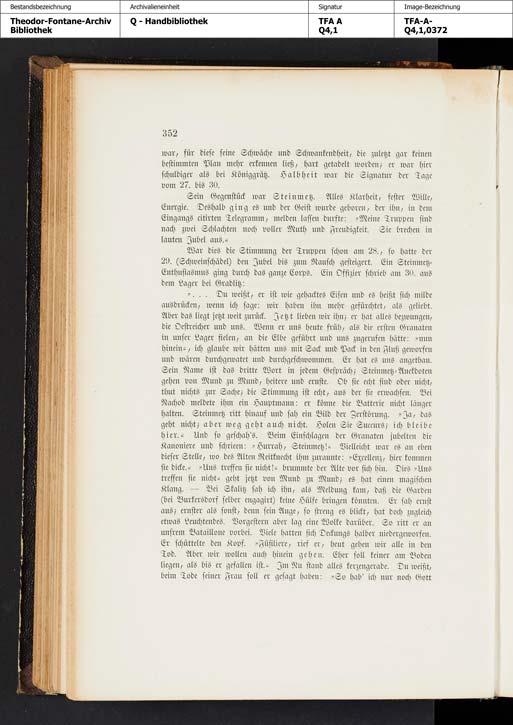 Bestandsbezeichnung
Archivalieneinheit
Signatur
Image-Bezeichnung
Theodor-Fontane-Archiv
Bibliothek
Q - Handbibliothek
TFA A
Q4,1
TFA-A-
Q4,1,0372
352
war, für diese seine Schwäche und Schwankendheit, die zuletzt gar keinen
bestimmten Plan mehr erkennen ließ, hart getadelt worden; er war hier
schuldiger als bei Königgrätz. Halbheit war die Signatur der Tage
vom 27. bis 30.
Sein Gegenstück war Steinmetz. Alles Klarheit, fester Wille,
Energie. Deshalb ging es und der Geist wurde geboren, der ihn, in dem
Eingangs citirten Telegramm, melden lassen durfte: »Meine Truppen sind
nach zwei Schlachten noch voller Muth und Freudigkeit. Sie brechen in
lauten Jubel aus.«
War dies die Stimmung der Truppen schon am 28., so hatte der
29. (Schweinschädel) den Jubel bis zum Rausch gesteigert. Ein Steinmetz-
Enthusiasmus ging durch das ganze Corps. Ein Offizier schrieb am 30. aus
dem Lager bei Gradlitz:
». . . Du weißt, er ist wie gehacktes Eisen und es heißt sich milde
ausdrücken, wenn ich sage: wir haben ihn mehr gefürchtet, als geliebt.
Aber das liegt jetzt weit zurück. Jetzt lieben wir ihn; er hat alles bezwungen,
die Oestreicher und uns. Wenn er uns heute früh, als die ersten Granaten
in unser Lager fielen, an die Elbe geführt und uns zugerufen hätte: »nun
hinein«, ich glaube wir hätten uns mit Sack und Pack in den Fluß geworfen
und wären durchgewatet und durchgeschwommen. Er hat es uns angethan.
Sein Name ist das dritte Wort in jedem Gespräch; Steinmetz-Anekdoten
gehen von Mund zu Mund, heitere und ernste. Ob sie echt sind oder nicht,
thut nichts zur Sache; die Stimmung ist echt, aus der sie erwachsen. Bei
Nachod meldete ihm ein Hauptmann: er könne die Batterie nicht länger
halten. Steinmetz ritt hinauf und sah ein Bild der Zerstörung. »Ja, das
geht nicht; aber weg geht auch nicht. Holen Sie Sucurs; ich bleibe
hier.« Und so geschah's. Beim Einschlagen der Granaten jubelten die
Kanoniere und schrieen: »Hurrah, Steinmetz!« Vielleicht war es an eben
dieser Stelle, wo des Alten Reitknecht ihm zuraunte: »Excellenz, hier kommen
sie dicke.« »Uns treffen sie nicht!« brummte der Alte vor sich hin. Dies »Uns
treffen sie nicht« geht jetzt von Mund zu Mund; es hat einen magischen
Klang. — Bei Skalitz sah ich ihn, als Meldung kam, daß die Garden
(bei Burkersdorf selber engagirt) keine Hülfe bringen könnten. Er sah ernst
aus; ernster als sonst, denn sein Auge, so streng es blickt, hat doch zugleich
etwas Leuchtendes. Vorgestern aber lag eine Wolke darüber. So ritt er an
unsrem Bataillone vorbei. Viele hatten sich Deckungs halber niedergeworfen.
Er schüttelte den Kopf. »Füsiliere, rief er, heut gehen wir alle in den
Tod. Aber wir wollen auch hinein gehen. Eher soll keiner am Boden
liegen, als bis er gefallen ist.« Im Nu stand alles kerzengerade. Du weißt,
beim Tode seiner Frau soll er gesagt haben: »So hab' ich nur noch Gott